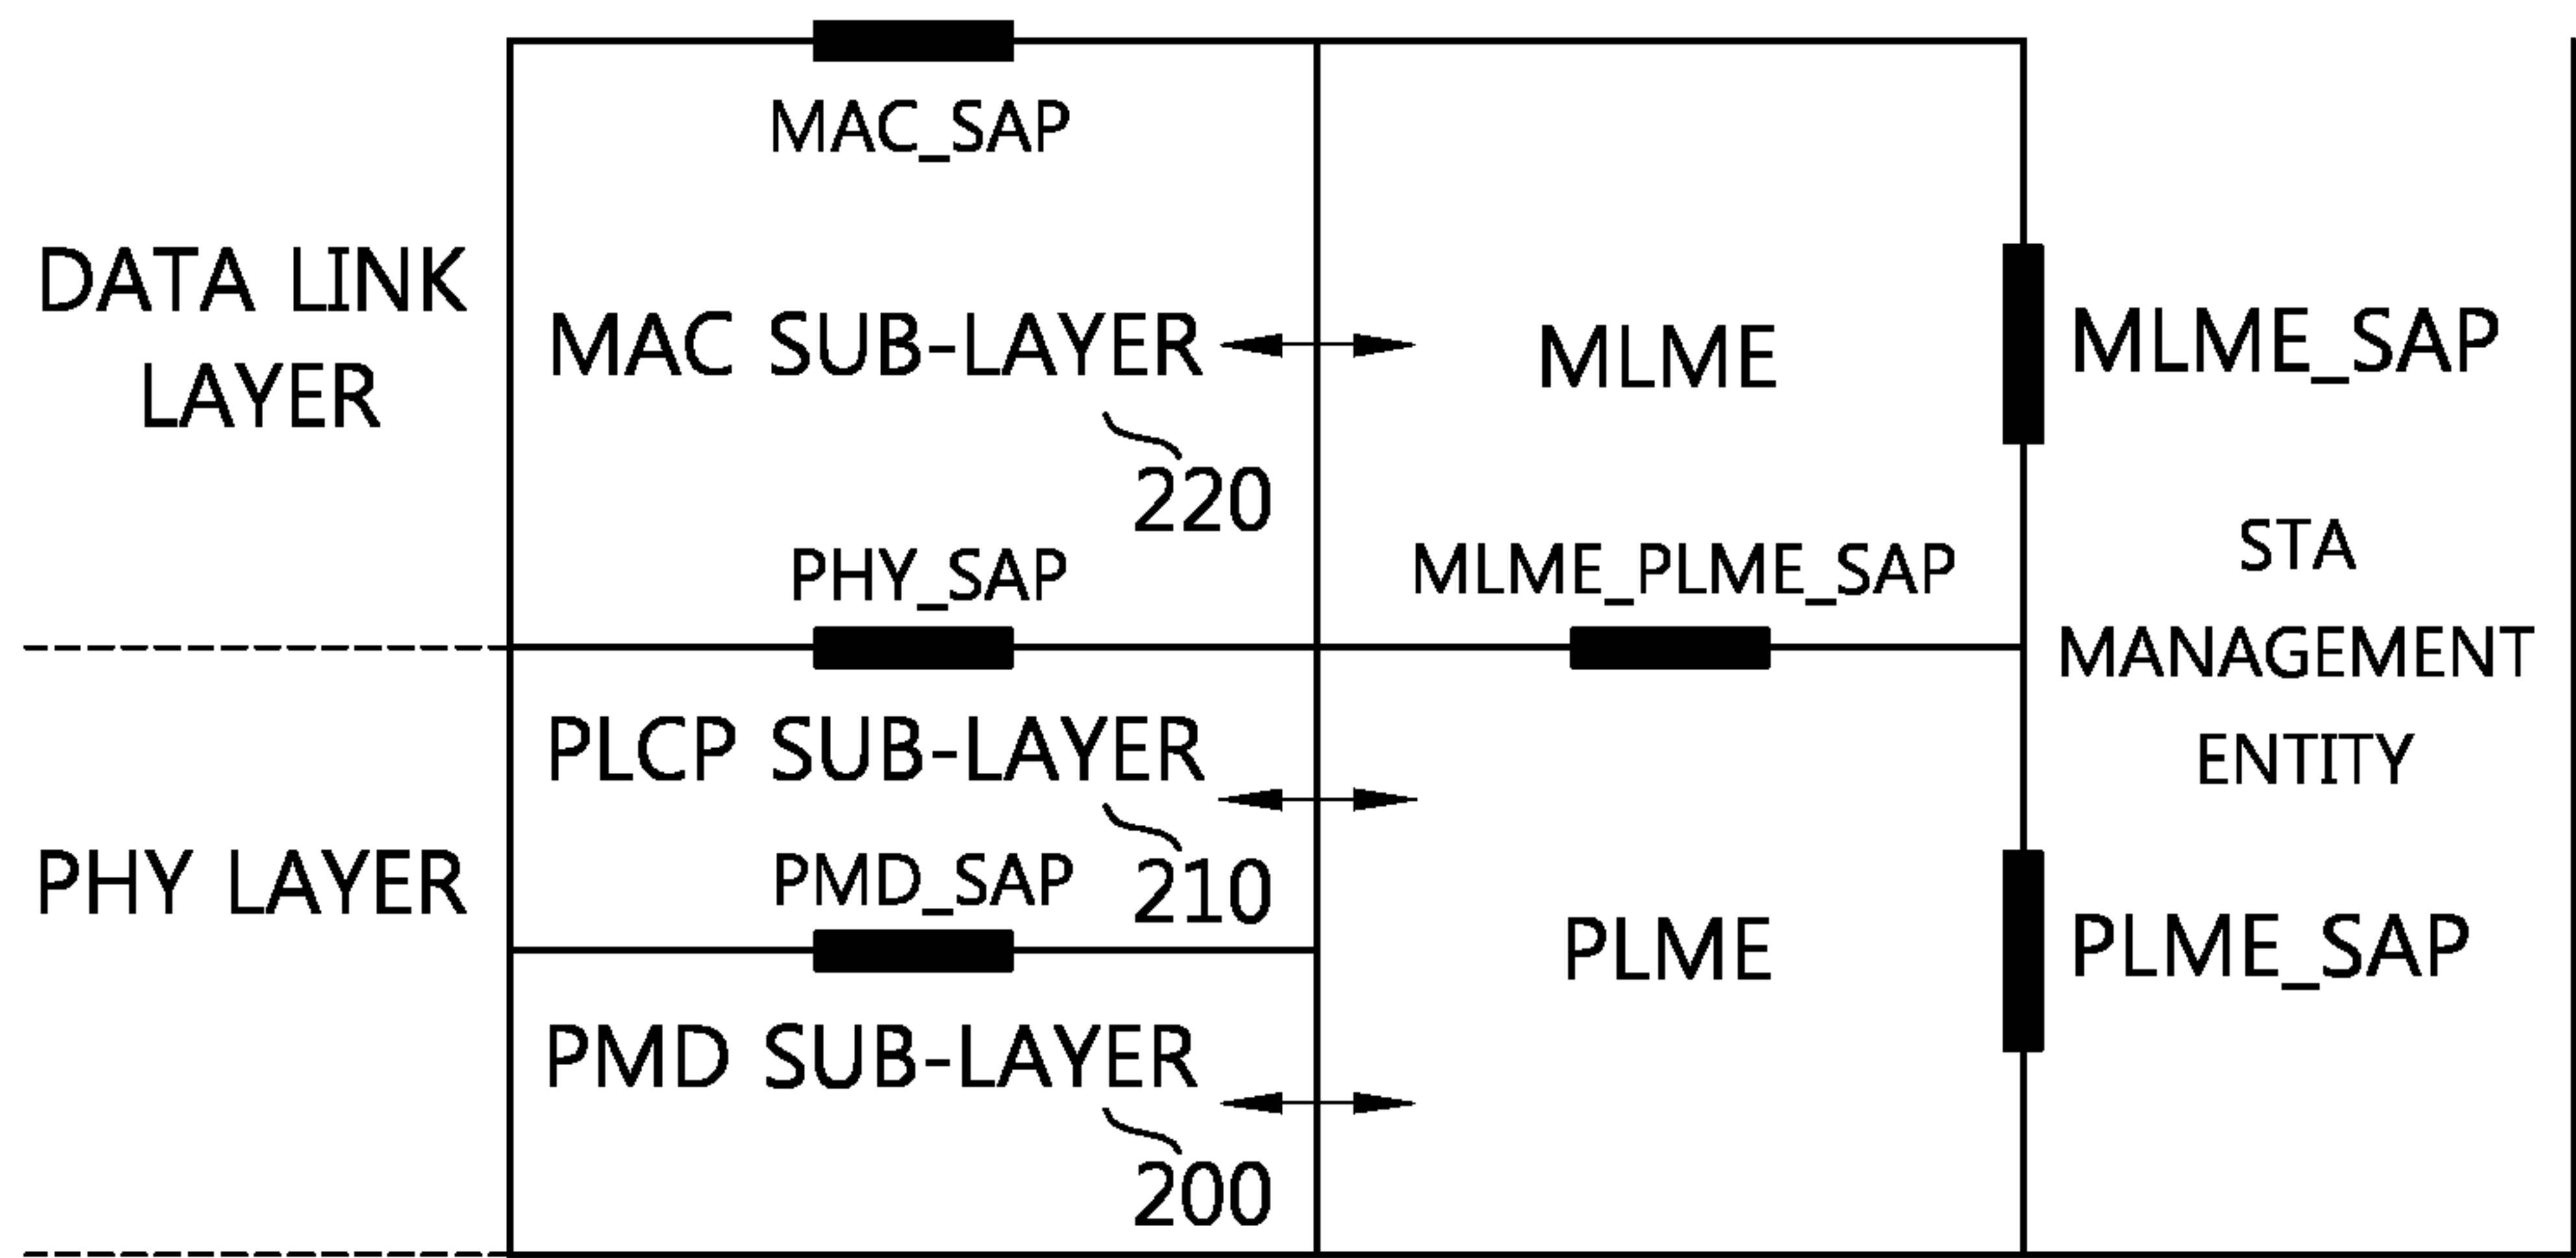 MAC_SAP
DATA LINK
LAYER
MAC SUB-LAYER
220
MLME
MLME_SAP
PHY_SAP
MLME_PLME_SAP
STA
MANAGEMENT
ENTITY
PHY LAYER
PLCP SUB-LAYER
210
PMD_SAP
PLME
PLME_SAP
PMD SUB-LAYER
200